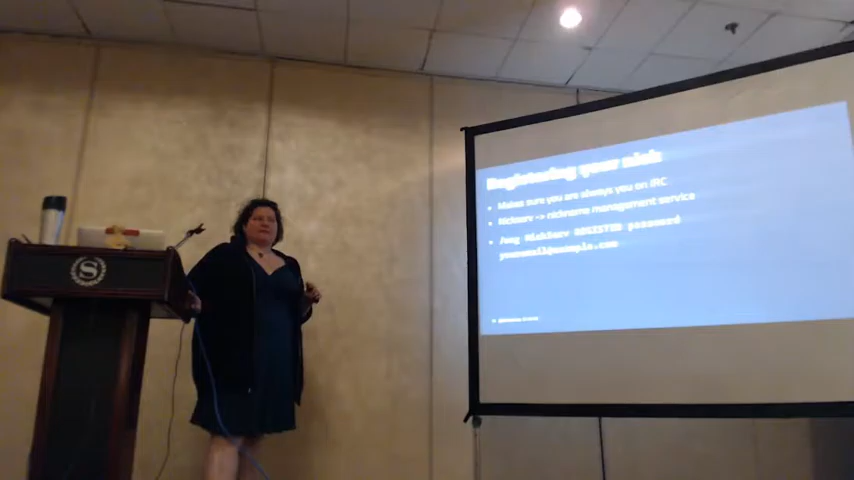 S
Registering your nick
• Makes sure you are always you on IRC
• Nickserv -> nickname management service
• /msg NickServ REGISTER password
youremail@example.com